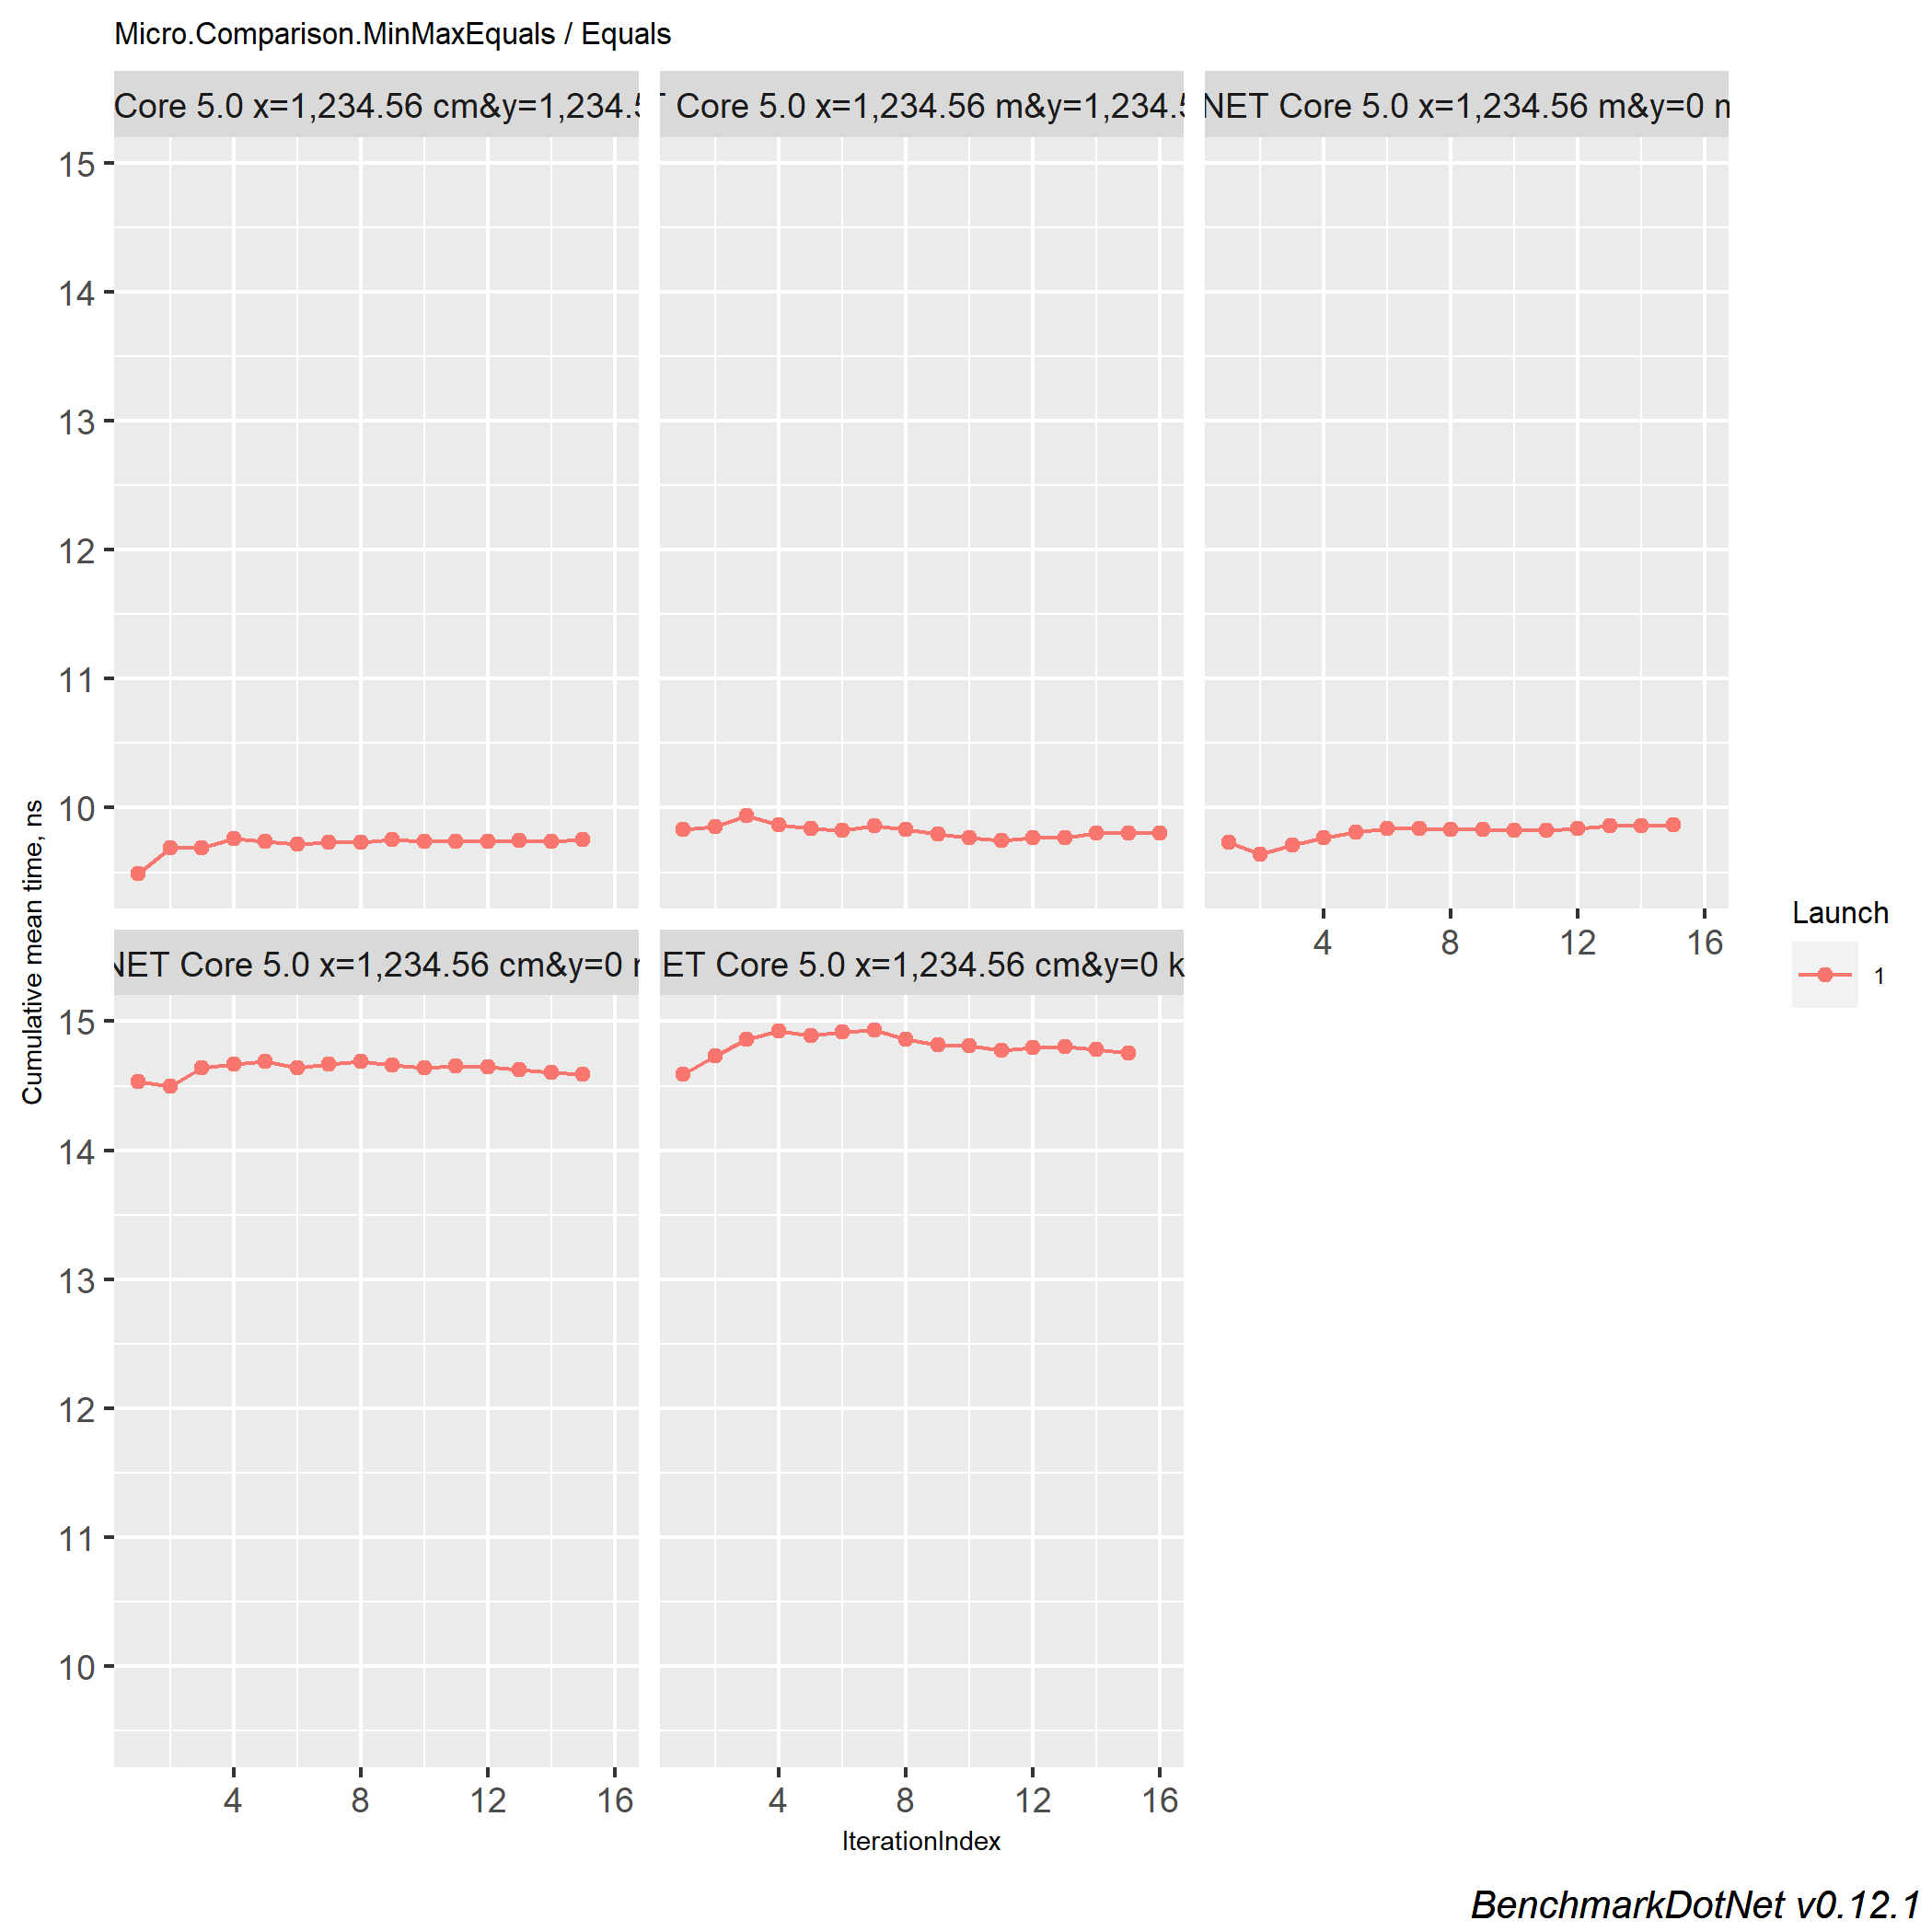 Micro.Comparison.MinMaxEquals / Equals
Core 5.0 x=1,234.56 cm&y=1,234.5
Core 5.0 x=1,234.56 m&y=1,234.5
NET Core 5.0 x=1,234.56 m&y=0
15
14
13
12
11
10
4 8 12 16
NET Core 5.0 x=1,234.56 cm&y=0
ET Core 5.0 x=1,234.56 cm&y=0 k
15
14
13
12
11
10
4 8 12 16
4 8 12 16
Cumulative mean time, ns
IterationIndex
Launch
1
BenchmarkDotNet v0.12.1